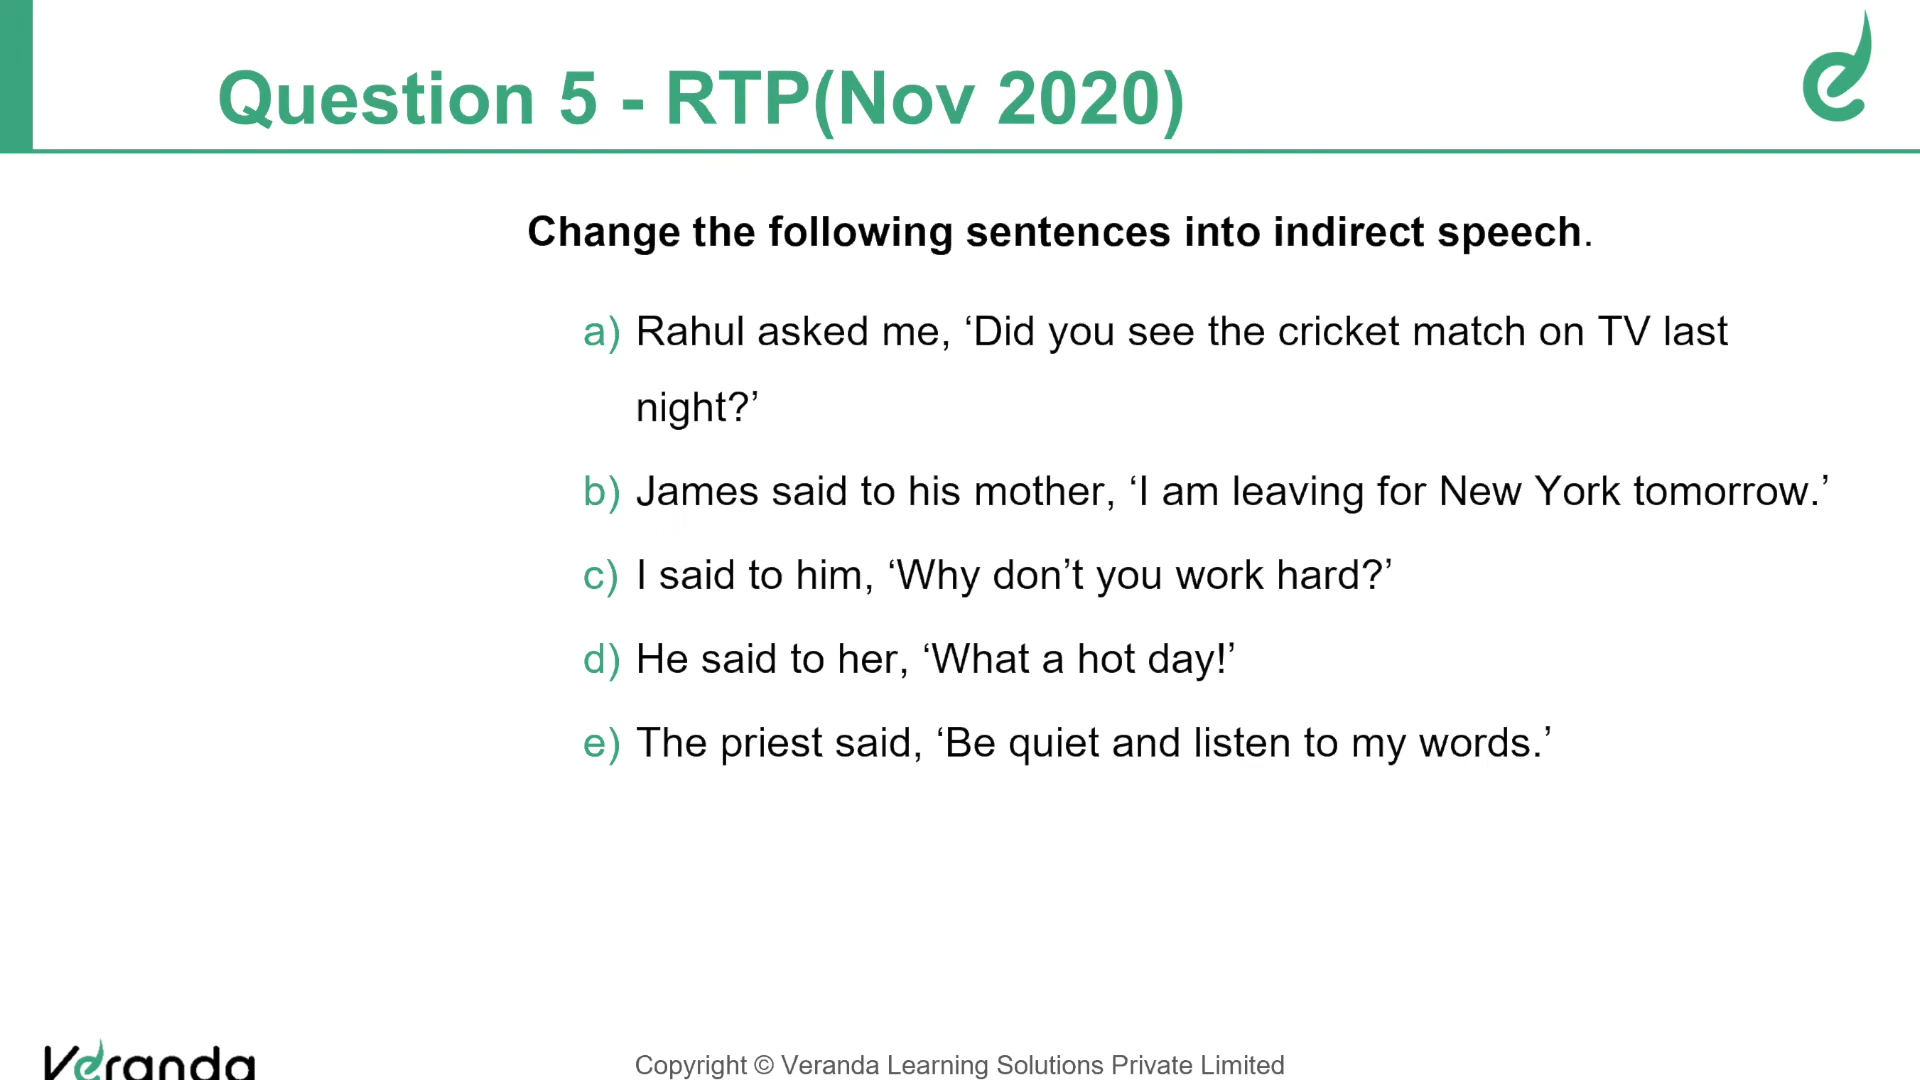 Question 5 - RTP(Nov 2020)
Change the following sentences into indirect speech.
a) Rahul asked me, ‘Did you see the cricket match on TV last
night?’
b) James said to his mother, ‘I am leaving for New York tomorrow.’
c) I said to him, ‘Why don’t you work hard?’
d) He said to her, ‘What a hot day!’
e) The priest said, ‘Be quiet and listen to my words.’
Veranda
Copyright © Veranda Learning Solutions Private Limited